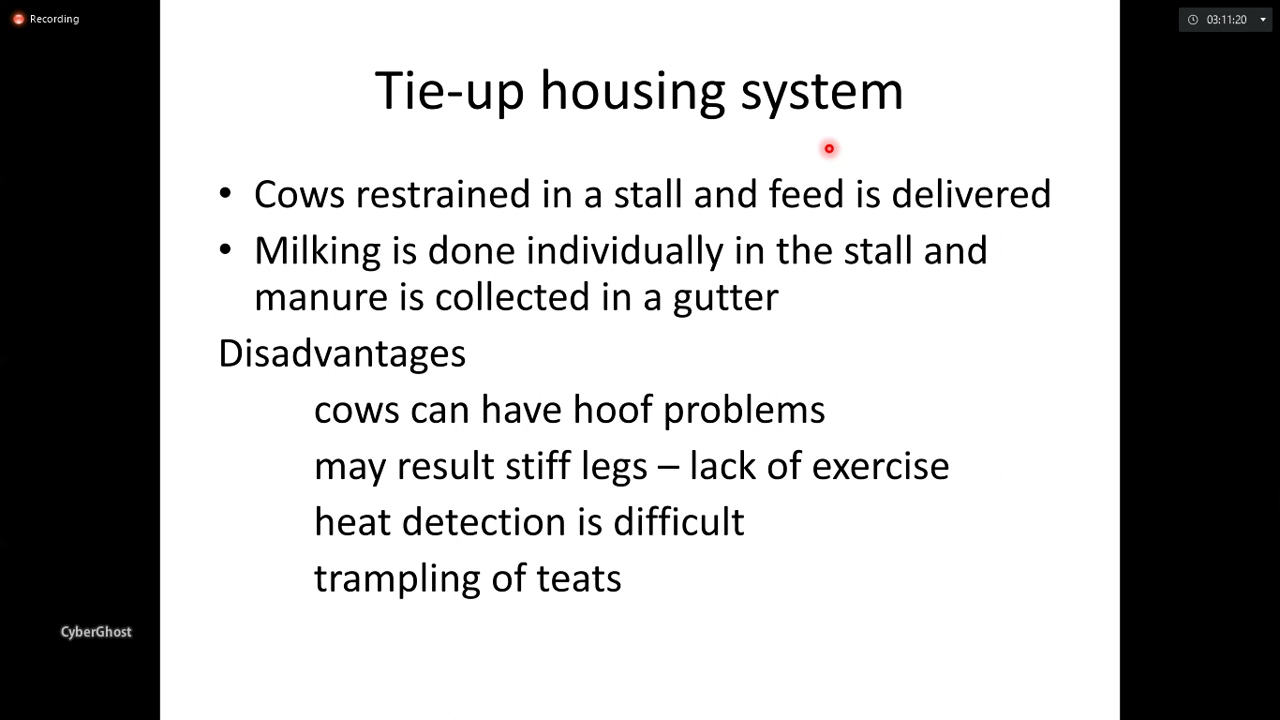 Recording
03:11:20
Tie-up housing system
• Cows restrained in a stall and feed is delivered
• Milking is done individually in the stall and
manure is collected in a gutter
Disadvantages
cows can have hoof problems
may result stiff legs – lack of exercise
heat detection is difficult
trampling of teats
CyberGhost